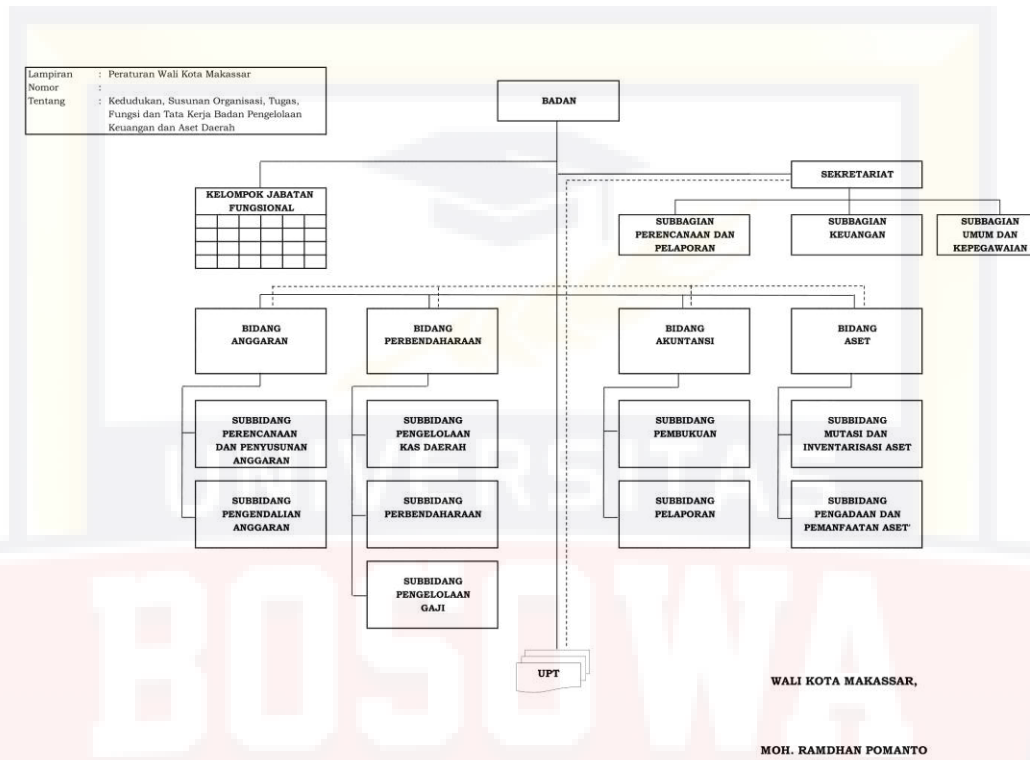 Lampiran : Peraturan Wali Kota Makassar
Nomor :
Tentang : Kedudukan, Susunan Organisasi, Tugas,
Fungsi dan Tata Kerja Badan Pengelolaan
Keuangan dan Aset Daerah
BADAN
SEKRETARIAT
KELOMPOK JABATAN
FUNGSIONAL
SUBBAGIAN
PERENCANAAN DAN
PELAPORAN
SUBBAGIAN
KEUANGAN
SUBBAGIAN
UMUM DAN
KEPEGAWAIAN
BIDANG
ANGGARAN
BIDANG
PERBENDAHARAAN
BIDANG
AKUNTANSI
BIDANG
ASET
SUBBIDANG
PERENCANAAN
DAN PENYUSUNAN
ANGGARAN
SUBBIDANG
PENGELOLAAN
KAS DAERAH
SUBBIDANG
PEMBUKUAN
SUBBIDANG
MUTASI DAN
INVENTARISASI ASET
SUBBIDANG
PENGENDALIAN
ANGGARAN
SUBBIDANG
PERBENDAHARAAN
SUBBIDANG
PELAPORAN
SUBBIDANG
PENGADAAN DAN
PEMANFAATAN ASET'
SUBBIDANG
PENGELOLAAN
GAJI
UPT
WALI KOTA MAKASSAR,
MOH. RAMDHAN POMANTO
UNIVERSITAS
BOSOWA